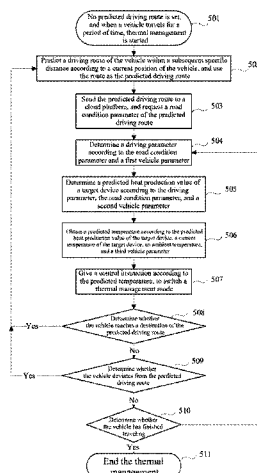 No predicted driving route is set,
and when a vehicle travels for a
period of time, thermal management
is started
501
Predict a driving route of the vehicle within a subsequent specific
distance according to a current position of the vehicle, and use
the route as the predicted driving route
50
Send the predicted driving route to a
cloud platform, and request a road
condition parameter of the predicted
driving route
503
Determine a driving parameter
according to the road condition
parameter and a first vehicle parameter
504
Determine a predicted heat production value of
a target device according to the driving
parameter, the road condition parameter, and a
second vehicle parameter
505
Obtain a predicted temperature according to the predicted
heat production value of the target device, a current
temperature of the target device, an ambient temperature,
and a third vehicle parameter
506
Give a control instruction according to
the predicted temperature, to switch a
thermal management mode
507
Determine whether
the vehicle reaches a destination of the
predicted driving route
508
Yes
No
Determine whether
the vehicle deviates from the predicted
driving route
509
Yes
No
Determine whether
the vehicle has finished
traveling
510
Yes
End the thermal
management
511